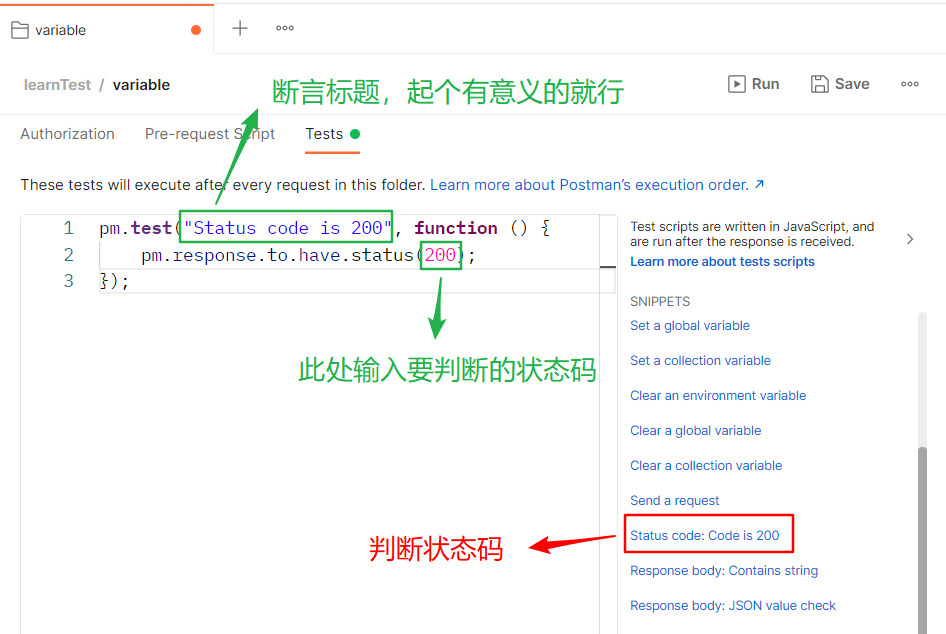 variable
learnTest / variable
Run
Save
断言标题，起个有意义的就行
Authorization
Pre-request Script
Tests
These tests will execute after every request in this folder. Learn more about Postman's execution order. ↗
1 pm.test("Status code is 200", function () {
2 pm.response.to.have.status(200);
3 });
此处输入要判断的状态码
判断状态码
Test scripts are written in JavaScript, and
are run after the response is received.
Learn more about tests scripts
SNIPPETS
Set a global variable
Set a collection variable
Clear an environment variable
Clear a global variable
Clear a collection variable
Send a request
Status code: Code is 200
Response body: Contains string
Response body: JSON value check